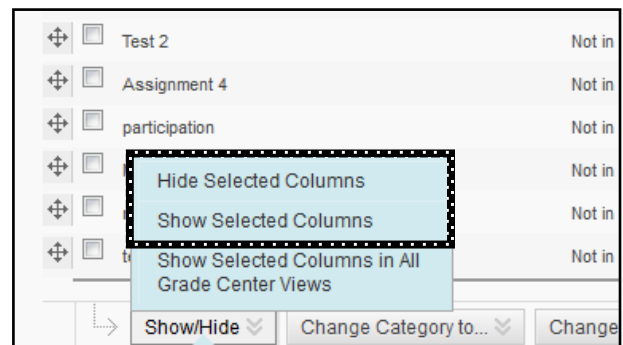 Test 2 Not in
Assignment 4 Not in
participation Not in
Not in
Hide Selected Columns
Not in
Show Selected Columns
Not in
Show Selected Columns in All
Grade Center Views
Show/Hide Change Category to... Change